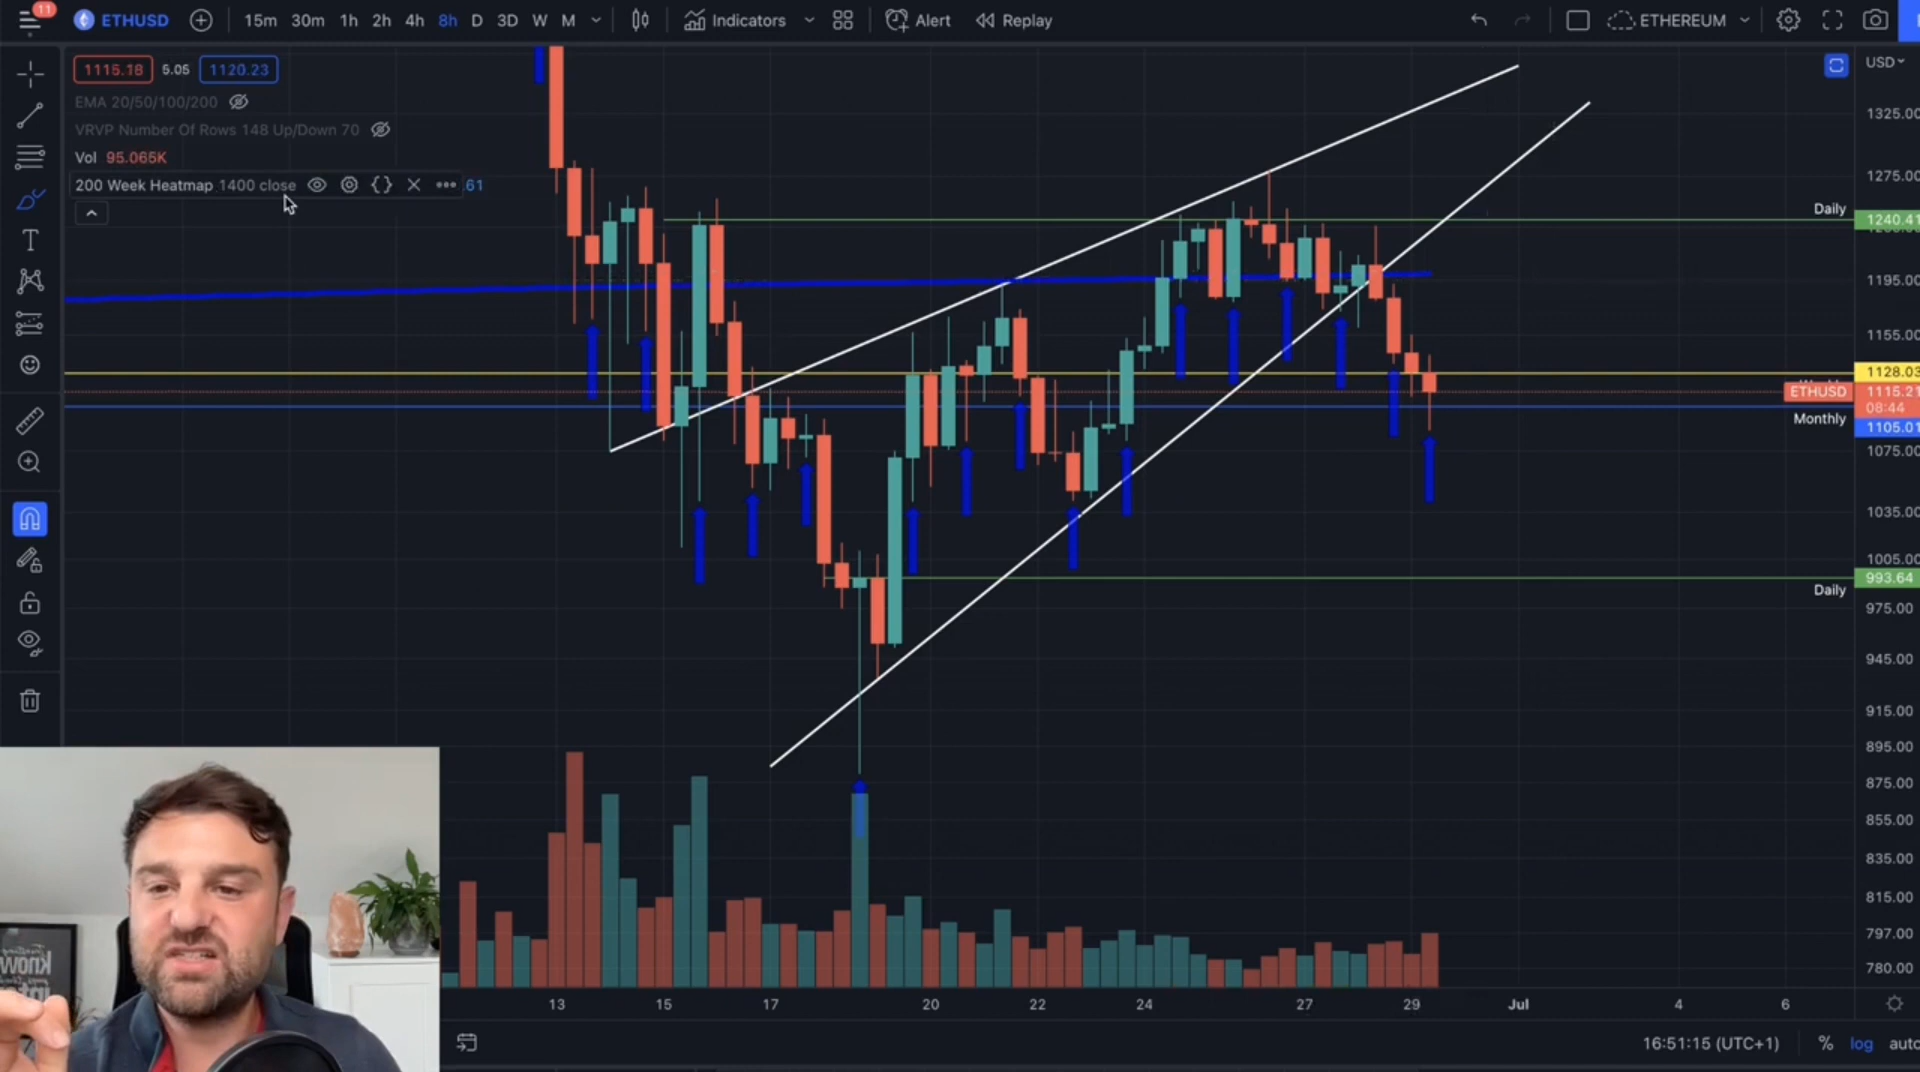 11
ETHUSD
15m 30m 1h 2h 4h 8h D 3D W M
Indicators
Alert
Replay
ETHEREUM
1115.18 5.05 1120.23
USD
EMA 20/50/100/200
VRVP Number Of Rows 148 Up/Down 70
Vol 95.065K
200 Week Heatmap 1400 close .61
1325.00
1275.00
Daily
1240.41
1195.00
1155.00
1128.03
ETHUSD 1115.21
08:44
Monthly
1105.01
1075.00
1035.00
1005.00
993.64
Daily
975.00
945.00
915.00
895.00
875.00
855.00
835.00
815.00
797.00
780.00
know
13 15 17 20 22 24 27 29 Jul 4 6
16:51:15 (UTC+1) % log auto